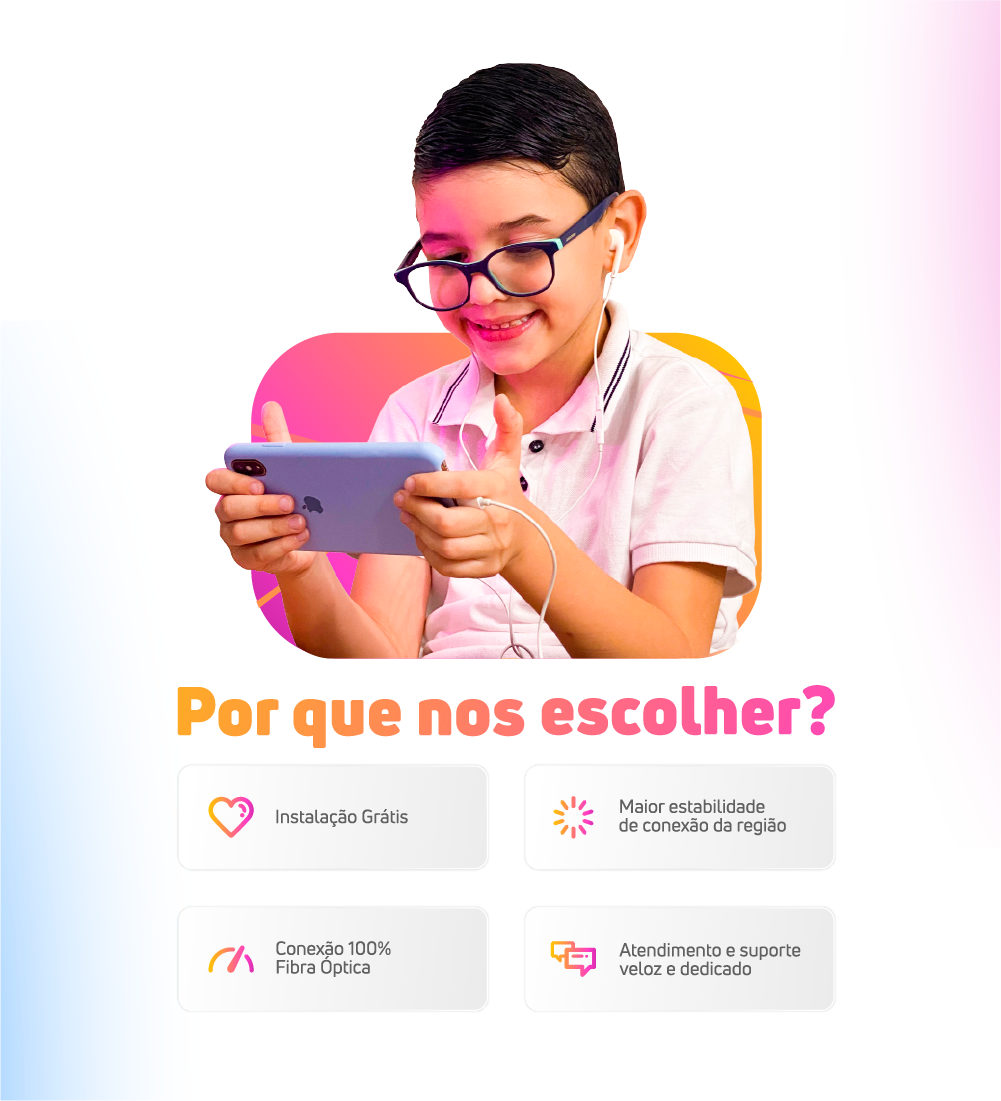 Por que nos escolher?
Instalação Grátis
Maior estabilidade
de conexão da região
Conexão 100%
Fibra Óptica
Atendimento e suporte
veloz e dedicado